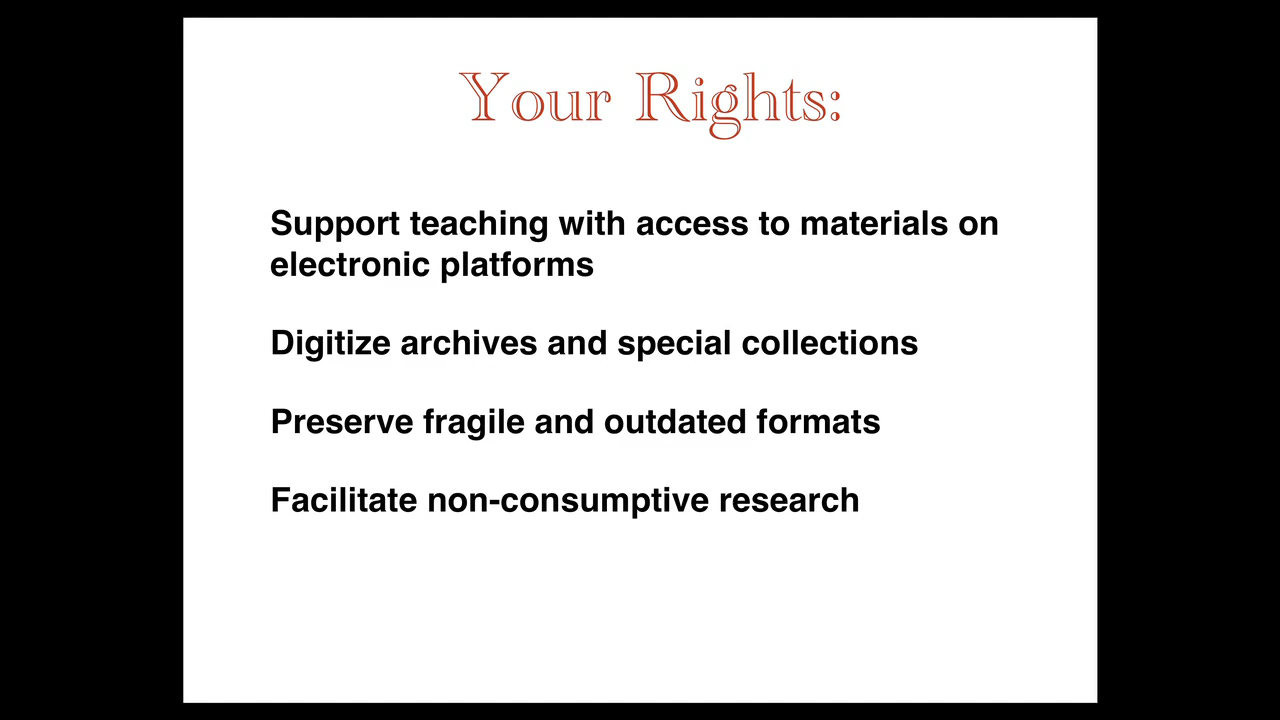 Your Rights:
Support teaching with access to materials on
electronic platforms
Digitize archives and special collections
Preserve fragile and outdated formats
Facilitate non-consumptive research